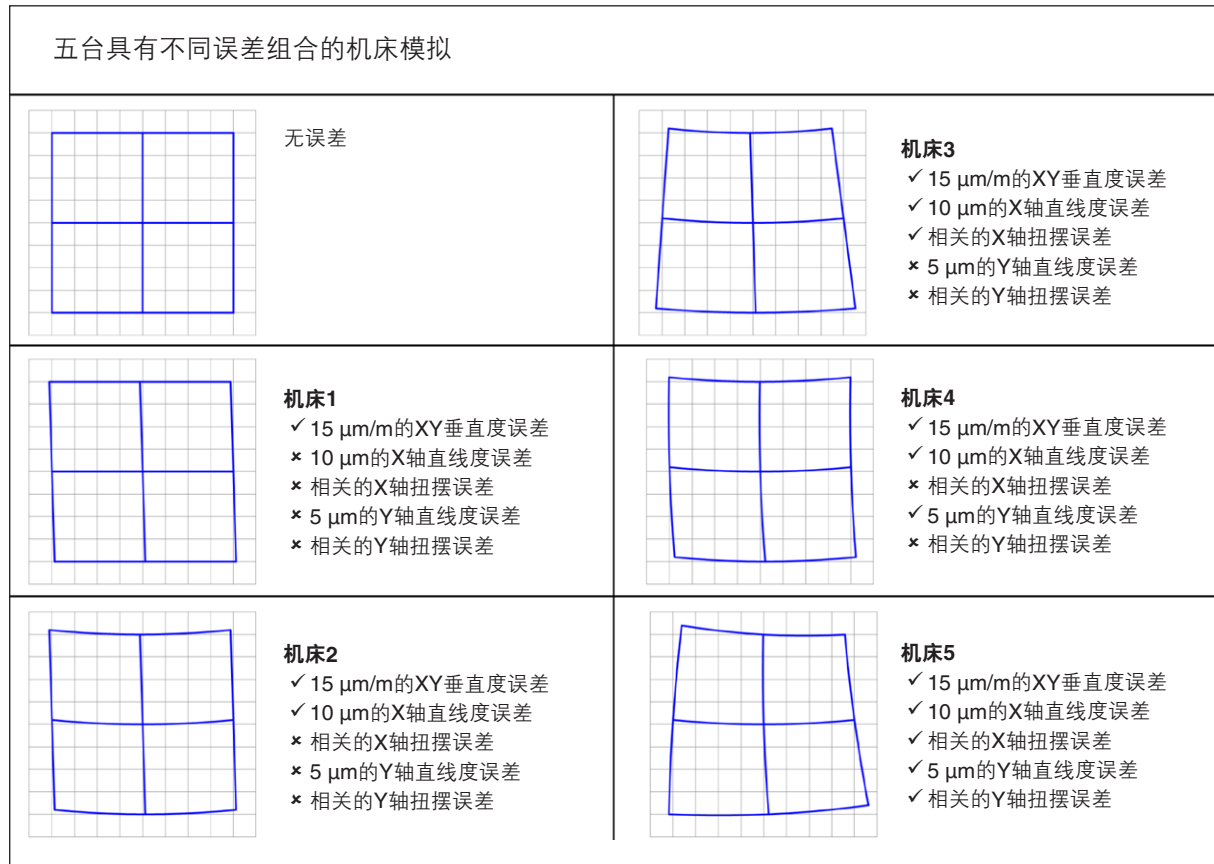 五台具有不同误差组合的机床模拟
无误差
机床1
✓ 15 μm/m的XY垂直度误差
× 10 μm的X轴直线度误差
× 相关的X轴扭摆误差
× 5 μm的Y轴直线度误差
× 相关的Y轴扭摆误差
机床2
✓ 15 μm/m的XY垂直度误差
✓ 10 μm的X轴直线度误差
× 相关的X轴扭摆误差
× 5 μm的Y轴直线度误差
× 相关的Y轴扭摆误差
机床3
✓ 15 μm/m的XY垂直度误差
✓ 10 μm的X轴直线度误差
✓ 相关的X轴扭摆误差
× 5 μm的Y轴直线度误差
× 相关的Y轴扭摆误差
机床4
✓ 15 μm/m的XY垂直度误差
✓ 10 μm的X轴直线度误差
× 相关的X轴扭摆误差
✓ 5 μm的Y轴直线度误差
× 相关的Y轴扭摆误差
机床5
✓ 15 μm/m的XY垂直度误差
✓ 10 μm的X轴直线度误差
✓ 相关的X轴扭摆误差
✓ 5 μm的Y轴直线度误差
✓ 相关的Y轴扭摆误差